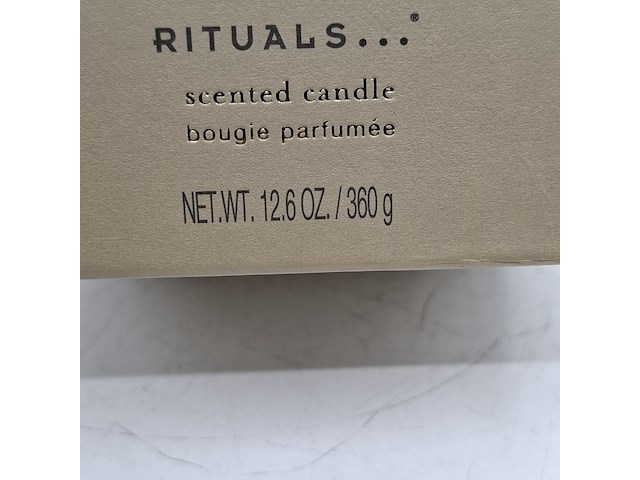 RITUALS...®
scented candle
bougie parfumée
NET.WT. 12.6 OZ. / 360 g